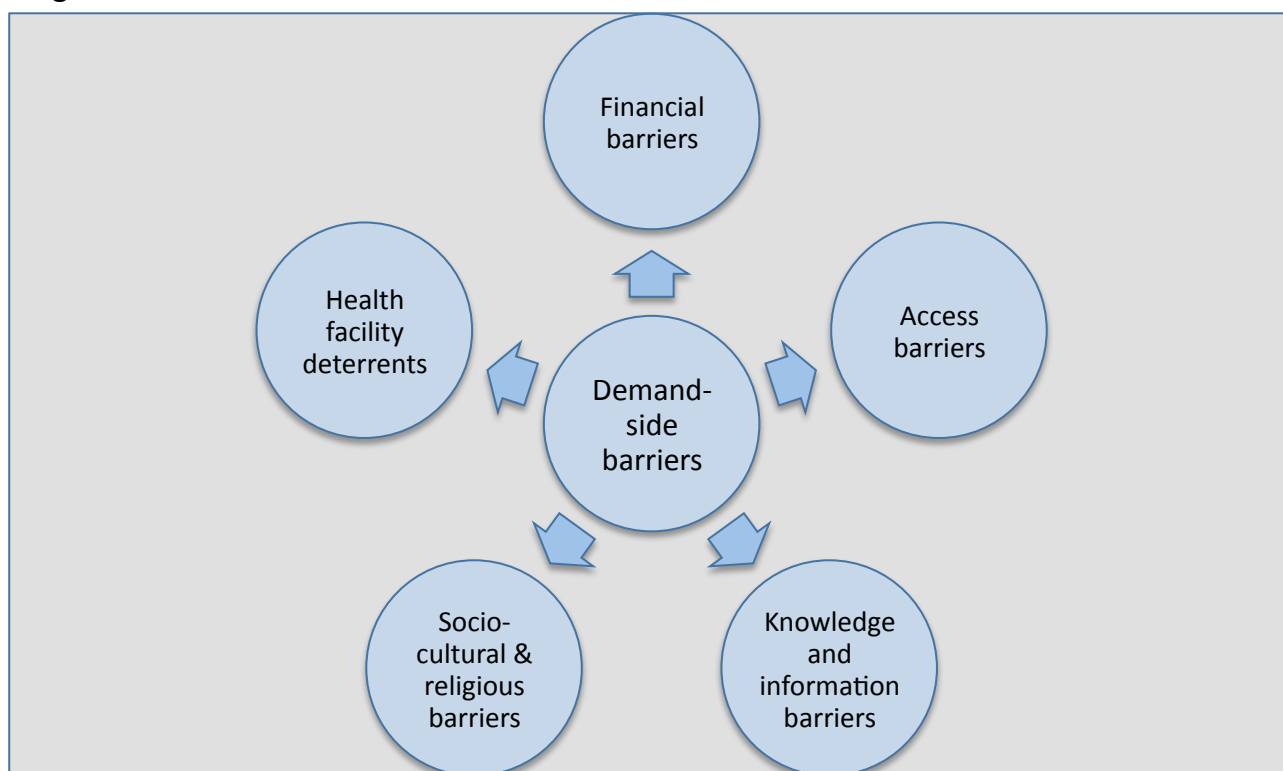 Financial
barriers
Health
facility
deterrents
Access
barriers
Demand-
side
barriers
Socio-
cultural &
religious
barriers
Knowledge
and
information
barriers